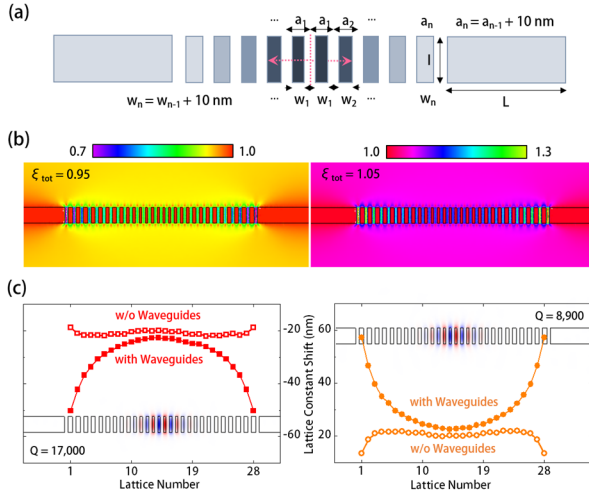 (a)
... a₁ a₁ a₂ ... aₙ aₙ = aₙ₋₁ + 10 nm
l
wₙ = wₙ₋₁ + 10 nm ... w₁ w₁ w₂ ... wₙ L
(b)
0.7 1.0 1.0 1.3
ξ tot = 0.95 ξ tot = 1.05
(c)
w/o Waveguides
with Waveguides
Q = 17,000
-20
-40
-60
1 10 19 28
Lattice Number
Lattice Constant Shift (nm)
Q = 8,900
60
40
20
with Waveguides
w/o Waveguides
1 10 19 28
Lattice Number